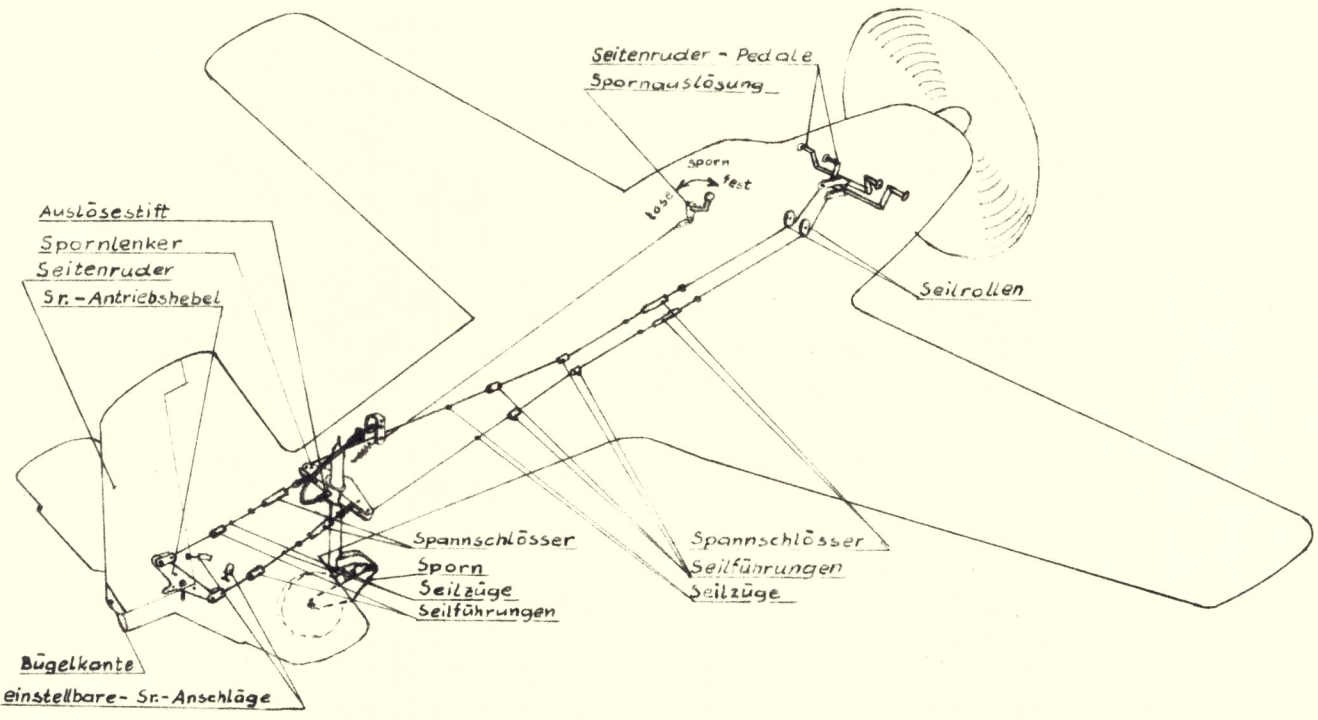 Seitenruder - Pedale
Spornauslösung
sporn
lose
fest
Auslösestift
Spornlenker
Seitenruder
Sr.-Antriebshebel
Seilrollen
Spannschlösser
Sporn
Seilzüge
Seilführungen
Spannschlösser
Seilführungen
Seilzüge
Bügelkante
einstellbare- Sr.-Anschläge